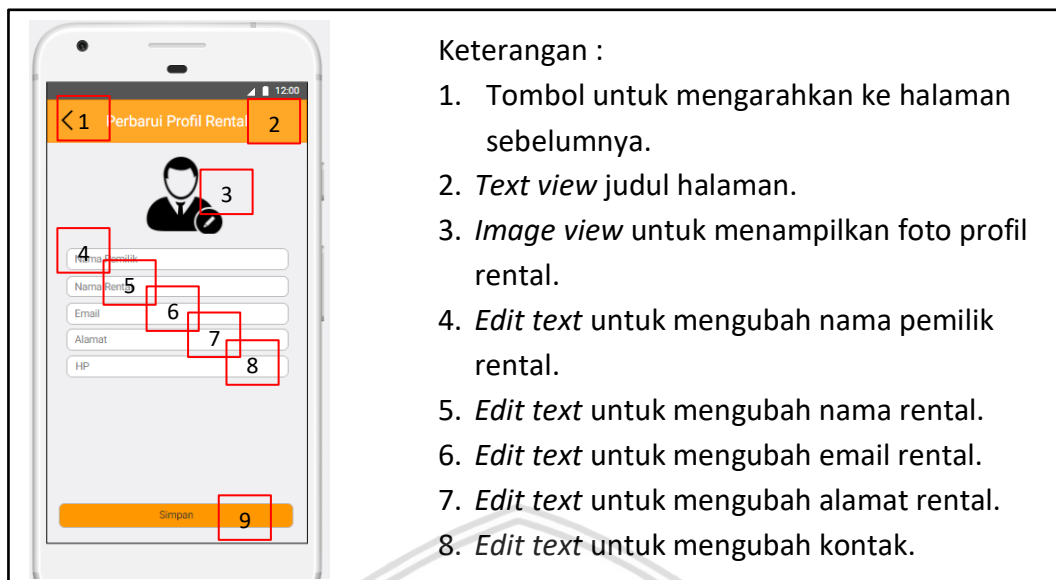 12:00
1 Perbarui Profil Rental 2
3
4
Nama Pemilik
Nama Rental 5
Email 6
Alamat 7
HP 8
Simpan 9
Keterangan :
1. Tombol untuk mengarahkan ke halaman
sebelumnya.
2. Text view judul halaman.
3. Image view untuk menampilkan foto profil
rental.
4. Edit text untuk mengubah nama pemilik
rental.
5. Edit text untuk mengubah nama rental.
6. Edit text untuk mengubah email rental.
7. Edit text untuk mengubah alamat rental.
8. Edit text untuk mengubah kontak.